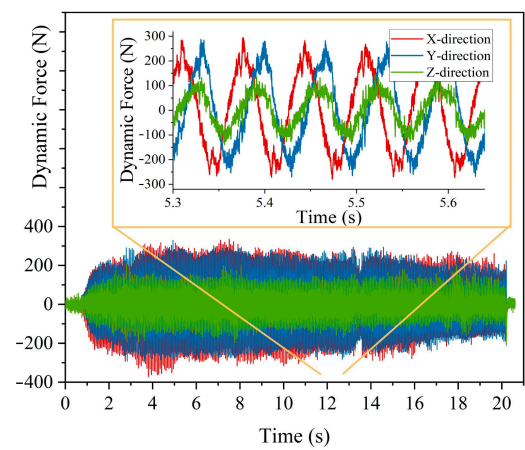 Dynamic Force (N)
400
200
0
-200
-400
0 2 4 6 8 10 12 14 16 18 20
Time (s)
Dynamic Force (N)
300
200
100
0
-100
-200
-300
5.3 5.4 5.5 5.6
Time (s)
X-direction
Y-direction
Z-direction